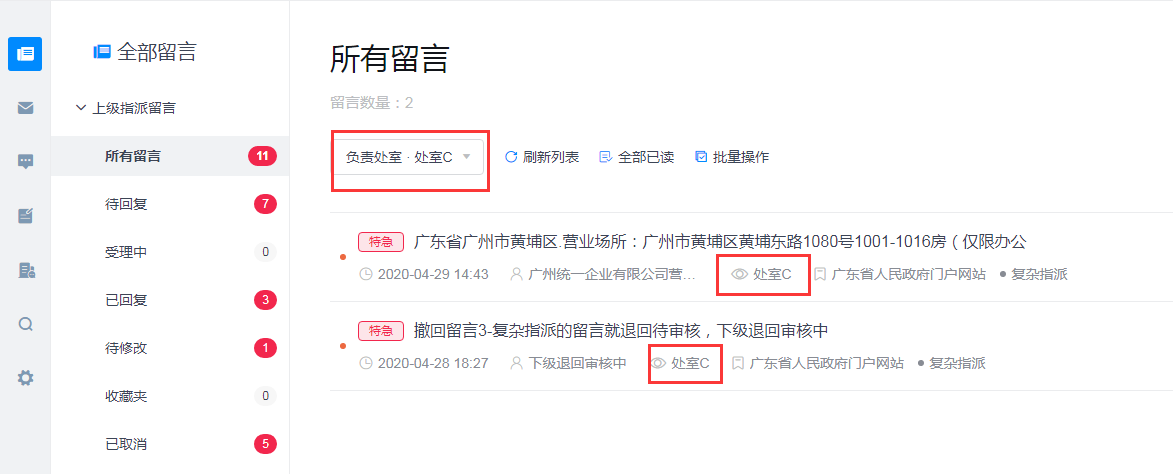 全部留言
上级指派留言
所有留言 11
待回复 7
受理中 0
已回复 3
待修改 1
收藏夹 0
已取消 5
所有留言
留言数量：2
负责处室 · 处室C 刷新列表 全部已读 批量操作
特急 广东省广州市黄埔区.营业场所：广州市黄埔区黄埔东路1080号1001-1016房（仅限办公
2020-04-29 14:43 广州统一企业有限公司营... 处室C 广东省人民政府门户网站 ● 复杂指派
特急 撤回留言3-复杂指派的留言就退回待审核，下级退回审核中
2020-04-28 18:27 下级退回审核中 处室C 广东省人民政府门户网站 ● 复杂指派